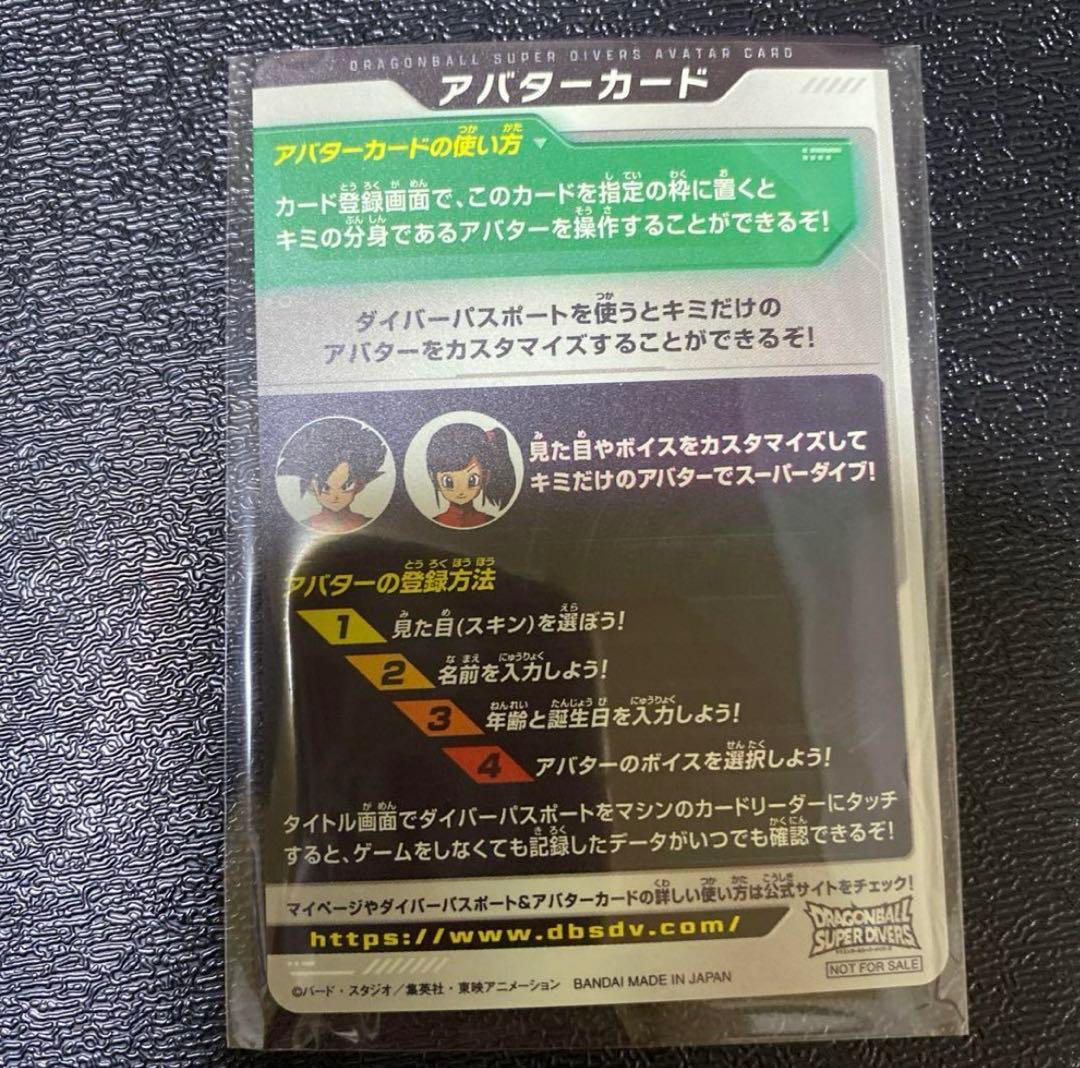 DRAGONBALL SUPER DIVERS AVATAR CARD
アバターカード
アバターカードの使い方
カード登録画面で、このカードを指定の枠に置くと
キミの分身であるアバターを操作することができるぞ!
ダイバーパスポートを使うとキミだけの
アバターをカスタマイズすることができるぞ!
見た目やボイスをカスタマイズして
キミだけのアバターでスーパーダイブ!
アバターの登録方法
1 見た目(スキン)を選ぼう!
2 名前を入力しよう!
3 年齢と誕生日を入力しよう!
4 アバターのボイスを選択しよう!
タイトル画面でダイバーパスポートをマシンのカードリーダーにタッチ
すると、ゲームをしなくても記録したデータがいつでも確認できるぞ!
マイページやダイバーパスポート&アバターカードの詳しい使い方は公式サイトをチェック!
https://www.dbsdv.com/
DRAGONBALL
SUPER DIVERS
NOT FOR SALE
©バード・スタジオ/集英社・東映アニメーション BANDAI MADE IN JAPAN